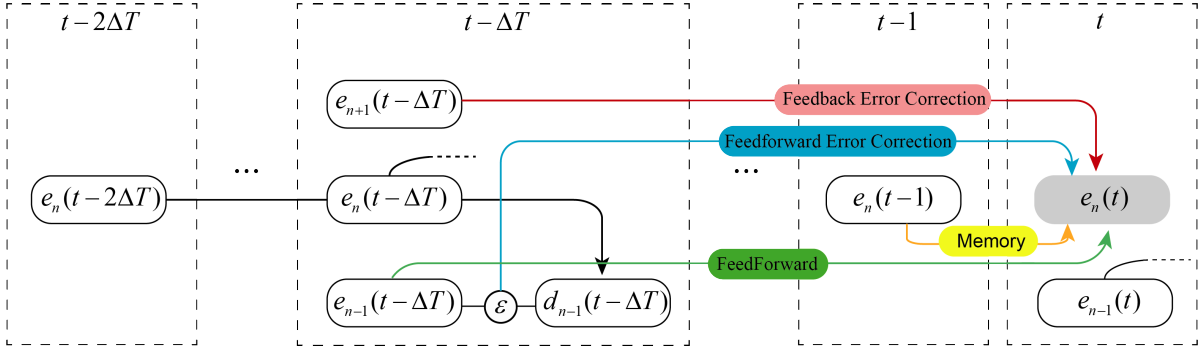 t−2ΔT
t−ΔT
t−1
t
e_{n+1}(t−ΔT)
Feedback Error Correction
Feedforward Error Correction
...
...
e_n(t−2ΔT)
e_n(t−ΔT)
e_n(t−1)
e_n(t)
Memory
FeedForward
e_{n−1}(t−ΔT)
ε
d_{n−1}(t−ΔT)
e_{n−1}(t)